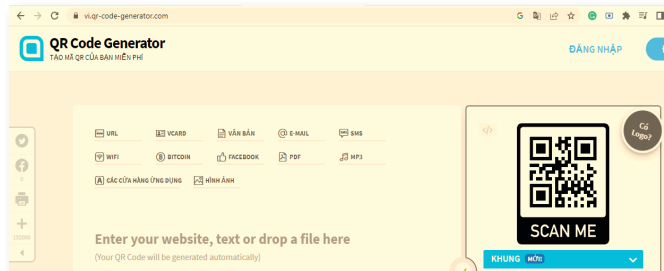 vi.qr-code-generator.com
QR Code Generator
TẠO MÃ QR CỦA BẠN MIỄN PHÍ
ĐĂNG NHẬP
URL VCARD VĂN BẢN E-MAIL SMS
WIFI BITCOIN FACEBOOK PDF MP3
CÁC CỬA HÀNG ỨNG DỤNG HÌNH ẢNH
Có
Logo?
Enter your website, text or drop a file here
(Your QR Code will be generated automatically)
SCAN ME
KHUNG MỚI!